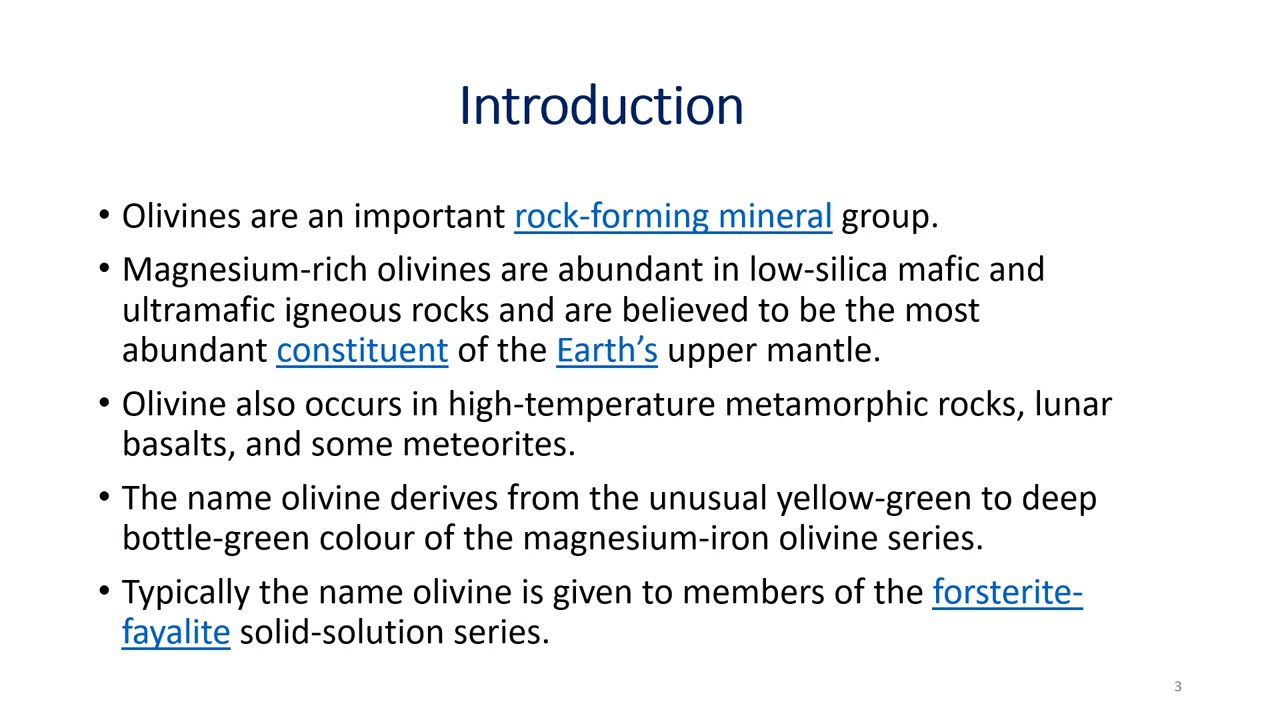 Introduction
• Olivines are an important rock-forming mineral group.
• Magnesium-rich olivines are abundant in low-silica mafic and
ultramafic igneous rocks and are believed to be the most
abundant constituent of the Earth’s upper mantle.
• Olivine also occurs in high-temperature metamorphic rocks, lunar
basalts, and some meteorites.
• The name olivine derives from the unusual yellow-green to deep
bottle-green colour of the magnesium-iron olivine series.
• Typically the name olivine is given to members of the forsterite-
fayalite solid-solution series.
3